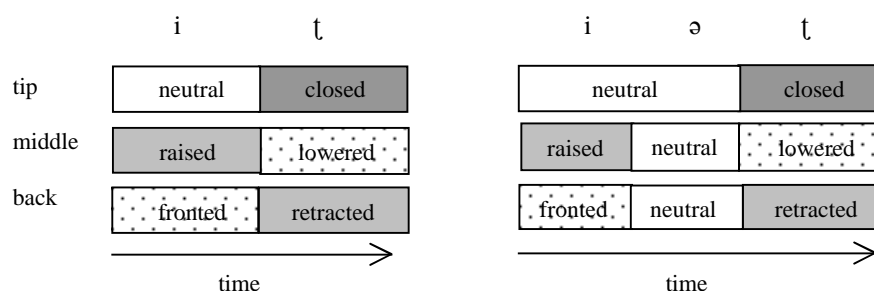 i ʈ i ə ʈ
tip neutral closed neutral closed
middle raised lowered raised neutral lowered
back fronted retracted fronted neutral retracted
time time